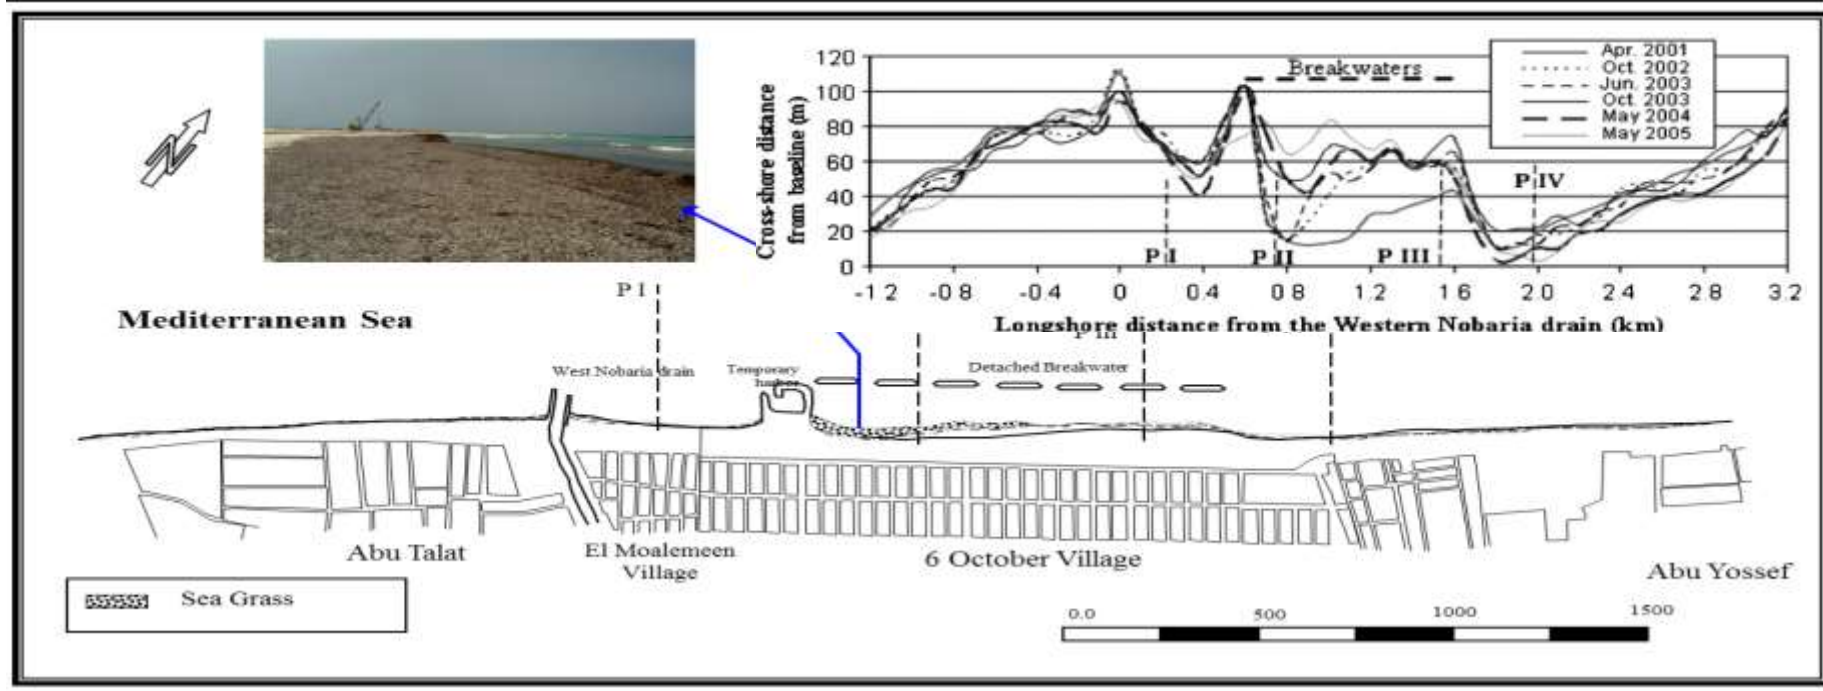 120
100
80
60
40
20
0
Cross-shore distance
from baseline (m)
Breakwaters
Apr. 2001
Oct. 2002
Jun. 2003
Oct. 2003
May 2004
May 2005
P I
P II
P III
P IV
-1 2 -0 8 -0 4 0 0 4 0 8 1.2 1 6 2.0 2 4 2.8 3.2
Longshore distance from the Western Nobaria drain (km)
N
P I
Mediterranean Sea
P III
West Nobaria drain
Temporary
harbor
Detached Breakwater
Abu Talat
El Moalemeen
Village
6 October Village
Abu Yossef
Sea Grass
0.0 500 1000 1500